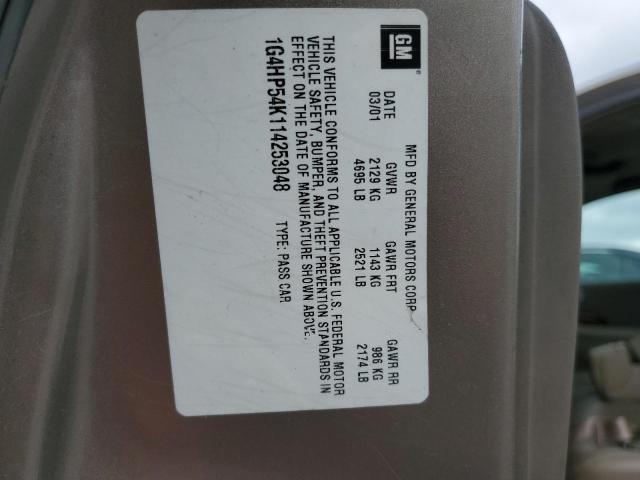 GM
®
MFD BY GENERAL MOTORS CORP
DATE GVWR GAWR FRT GAWR RR
03/01 2129 KG 1143 KG 986 KG
4695 LB 2521 LB 2174 LB
THIS VEHICLE CONFORMS TO ALL APPLICABLE U.S. FEDERAL MOTOR
VEHICLE SAFETY, BUMPER, AND THEFT PREVENTION STANDARDS IN
EFFECT ON THE DATE OF MANUFACTURE SHOWN ABOVE.
1G4HP54K114253048 TYPE: PASS CAR